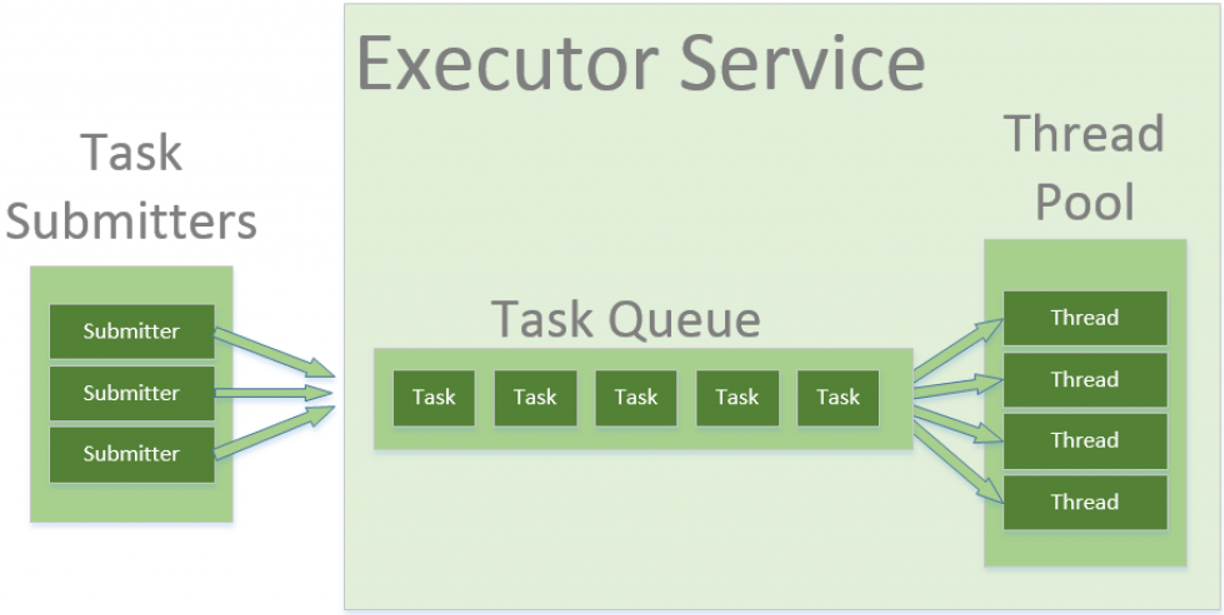 Executor Service
Task
Submitters
Submitter
Submitter
Submitter
Task Queue
Task Task Task Task Task
Thread
Pool
Thread
Thread
Thread
Thread